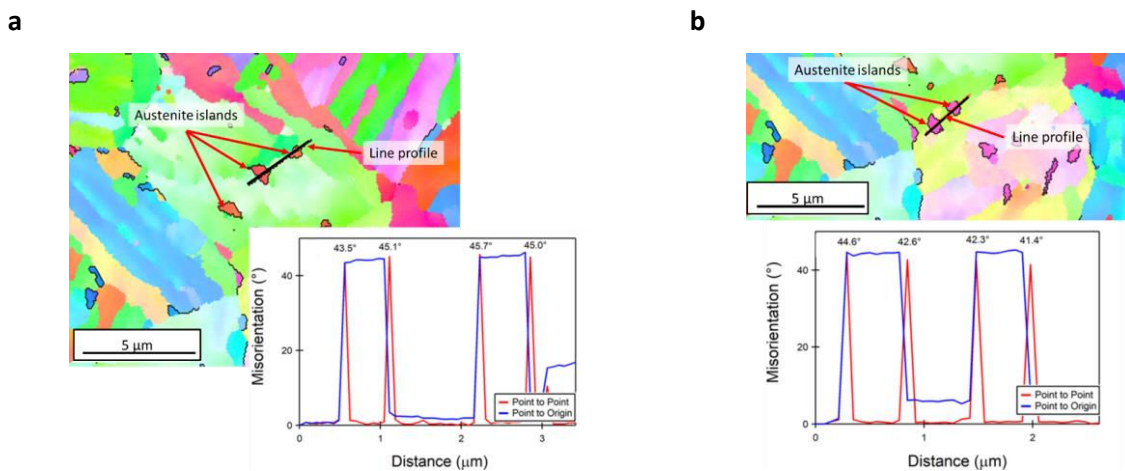 a
Austenite islands
Line profile
5 µm
43.5°
45.1°
45.7°
45.0°
Misorientation (°)
40
20
0
Point to Point
Point to Origin
0
1
2
3
Distance (µm)
b
Austenite islands
Line profile
5 µm
44.6°
42.6°
42.3°
41.4°
Misorientation (°)
40
20
0
Point to Point
Point to Origin
0
1
2
Distance (µm)